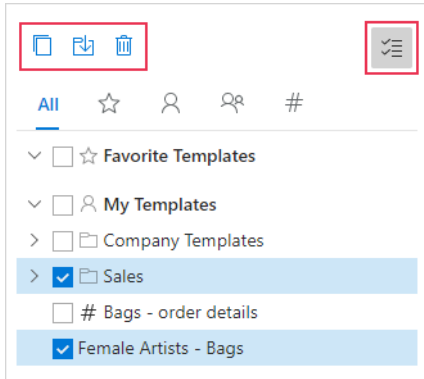 All #
Favorite Templates
My Templates
Company Templates
Sales
# Bags - order details
Female Artists - Bags